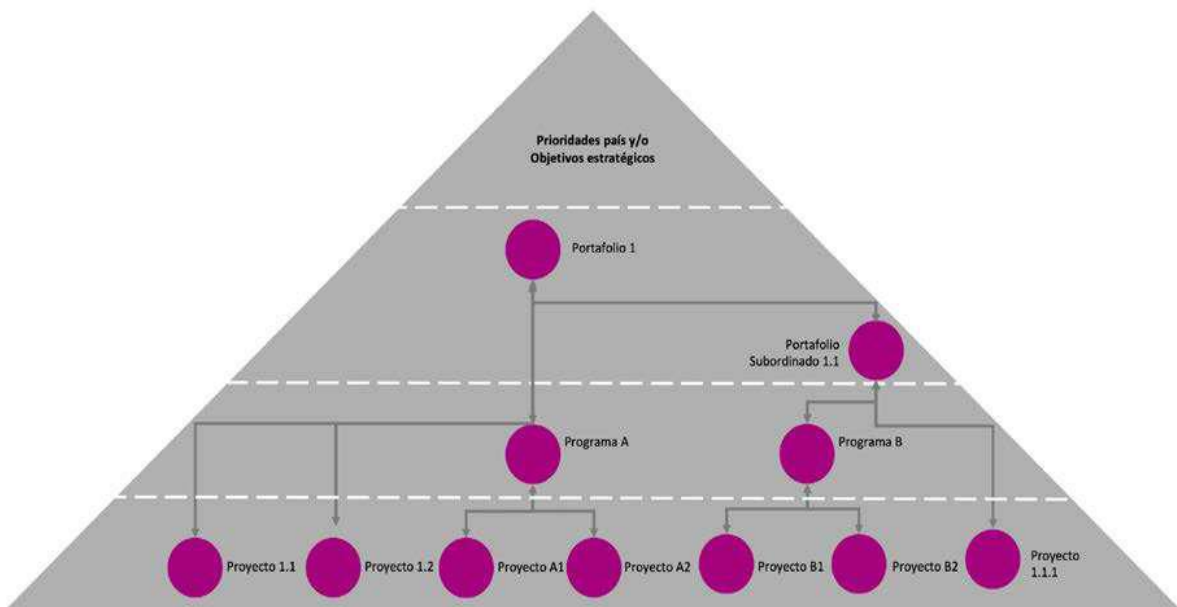 Prioridades país y/o
Objetivos estratégicos
Portafolio 1
Portafolio
Subordinado 1.1
Programa A
Programa B
Proyecto 1.1
Proyecto 1.2
Proyecto A1
Proyecto A2
Proyecto B1
Proyecto B2
Proyecto
1.1.1